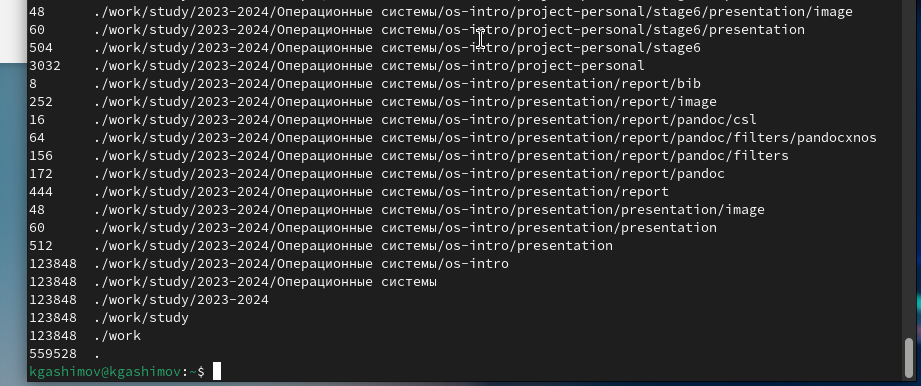 48      ./work/study/2023-2024/Операционные системы/os-intro/project-personal/stage6/presentation/image
60      ./work/study/2023-2024/Операционные системы/os-intro/project-personal/stage6/presentation
504     ./work/study/2023-2024/Операционные системы/os-intro/project-personal/stage6
3032    ./work/study/2023-2024/Операционные системы/os-intro/project-personal
8       ./work/study/2023-2024/Операционные системы/os-intro/presentation/report/bib
252     ./work/study/2023-2024/Операционные системы/os-intro/presentation/report/image
16      ./work/study/2023-2024/Операционные системы/os-intro/presentation/report/pandoc/csl
64      ./work/study/2023-2024/Операционные системы/os-intro/presentation/report/pandoc/filters/pandocxnos
156     ./work/study/2023-2024/Операционные системы/os-intro/presentation/report/pandoc/filters
172     ./work/study/2023-2024/Операционные системы/os-intro/presentation/report/pandoc
444     ./work/study/2023-2024/Операционные системы/os-intro/presentation/report
48      ./work/study/2023-2024/Операционные системы/os-intro/presentation/presentation/image
60      ./work/study/2023-2024/Операционные системы/os-intro/presentation/presentation
512     ./work/study/2023-2024/Операционные системы/os-intro/presentation
123848  ./work/study/2023-2024/Операционные системы/os-intro
123848  ./work/study/2023-2024/Операционные системы
123848  ./work/study/2023-2024
123848  ./work/study
123848  ./work
559528  .
kgashimov@kgashimov:~$